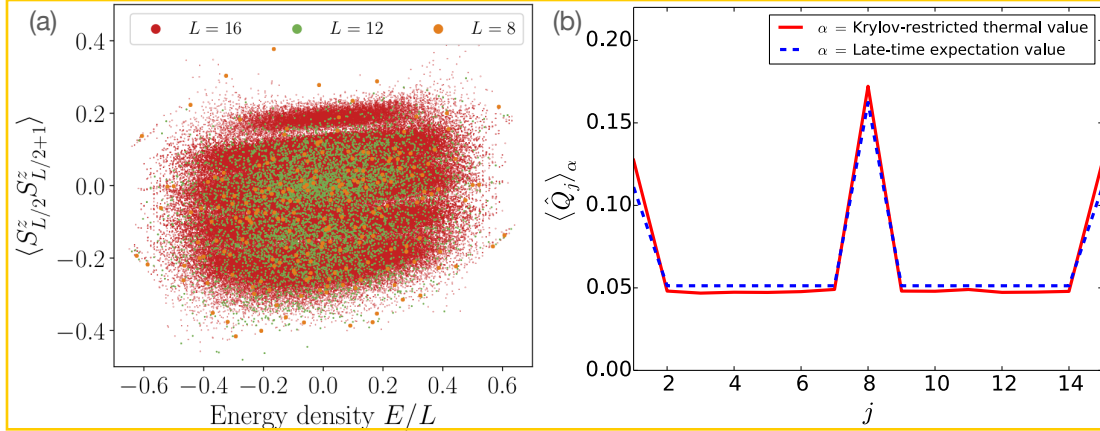 (a)
L = 16
L = 12
L = 8
0.4
0.2
0.0
−0.2
−0.4
⟨S^z_{L/2} S^z_{L/2+1}⟩
−0.6 −0.4 −0.2 0.0 0.2 0.4 0.6
Energy density E/L
(b)
α = Krylov-restricted thermal value
α = Late-time expectation value
0.20
0.15
0.10
0.05
0.00
⟨Q̂_j⟩_α
2 4 6 8 10 12 14
j